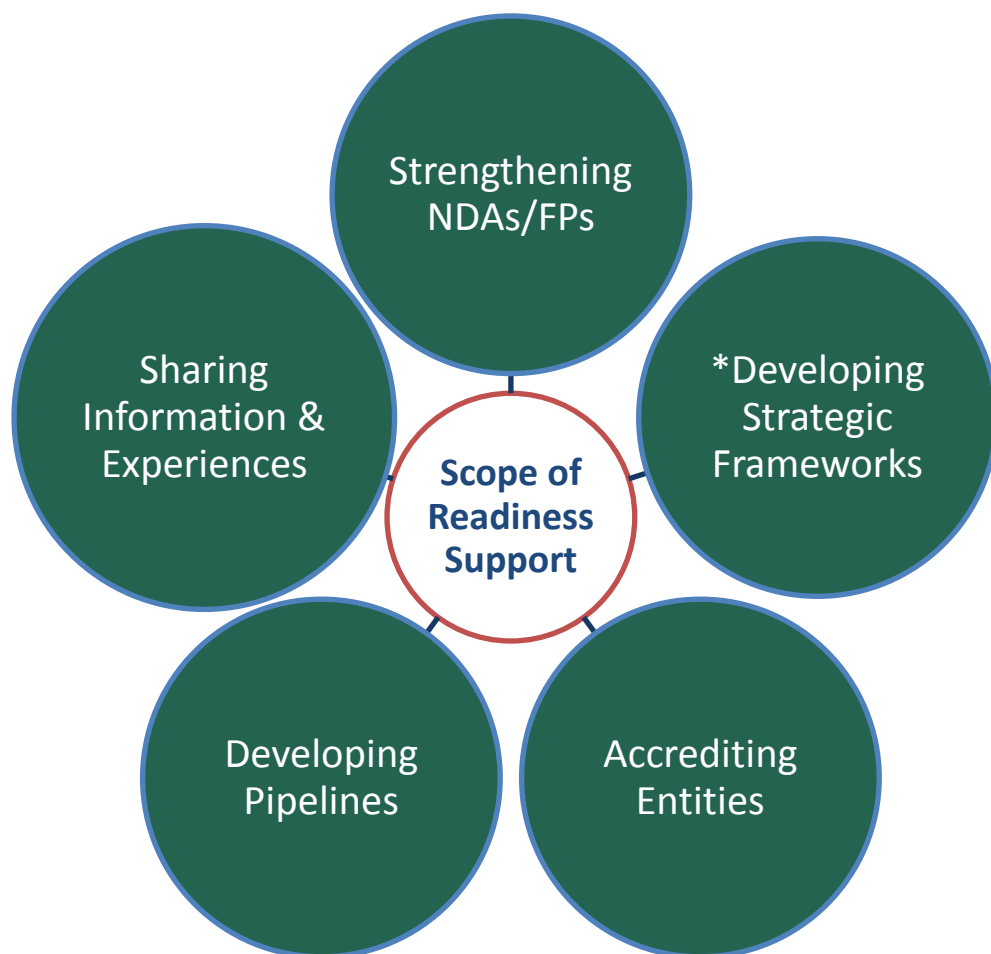 Strengthening
NDAs/FPs
*Developing
Strategic
Frameworks
Accrediting
Entities
Developing
Pipelines
Sharing
Information &
Experiences
Scope of
Readiness
Support